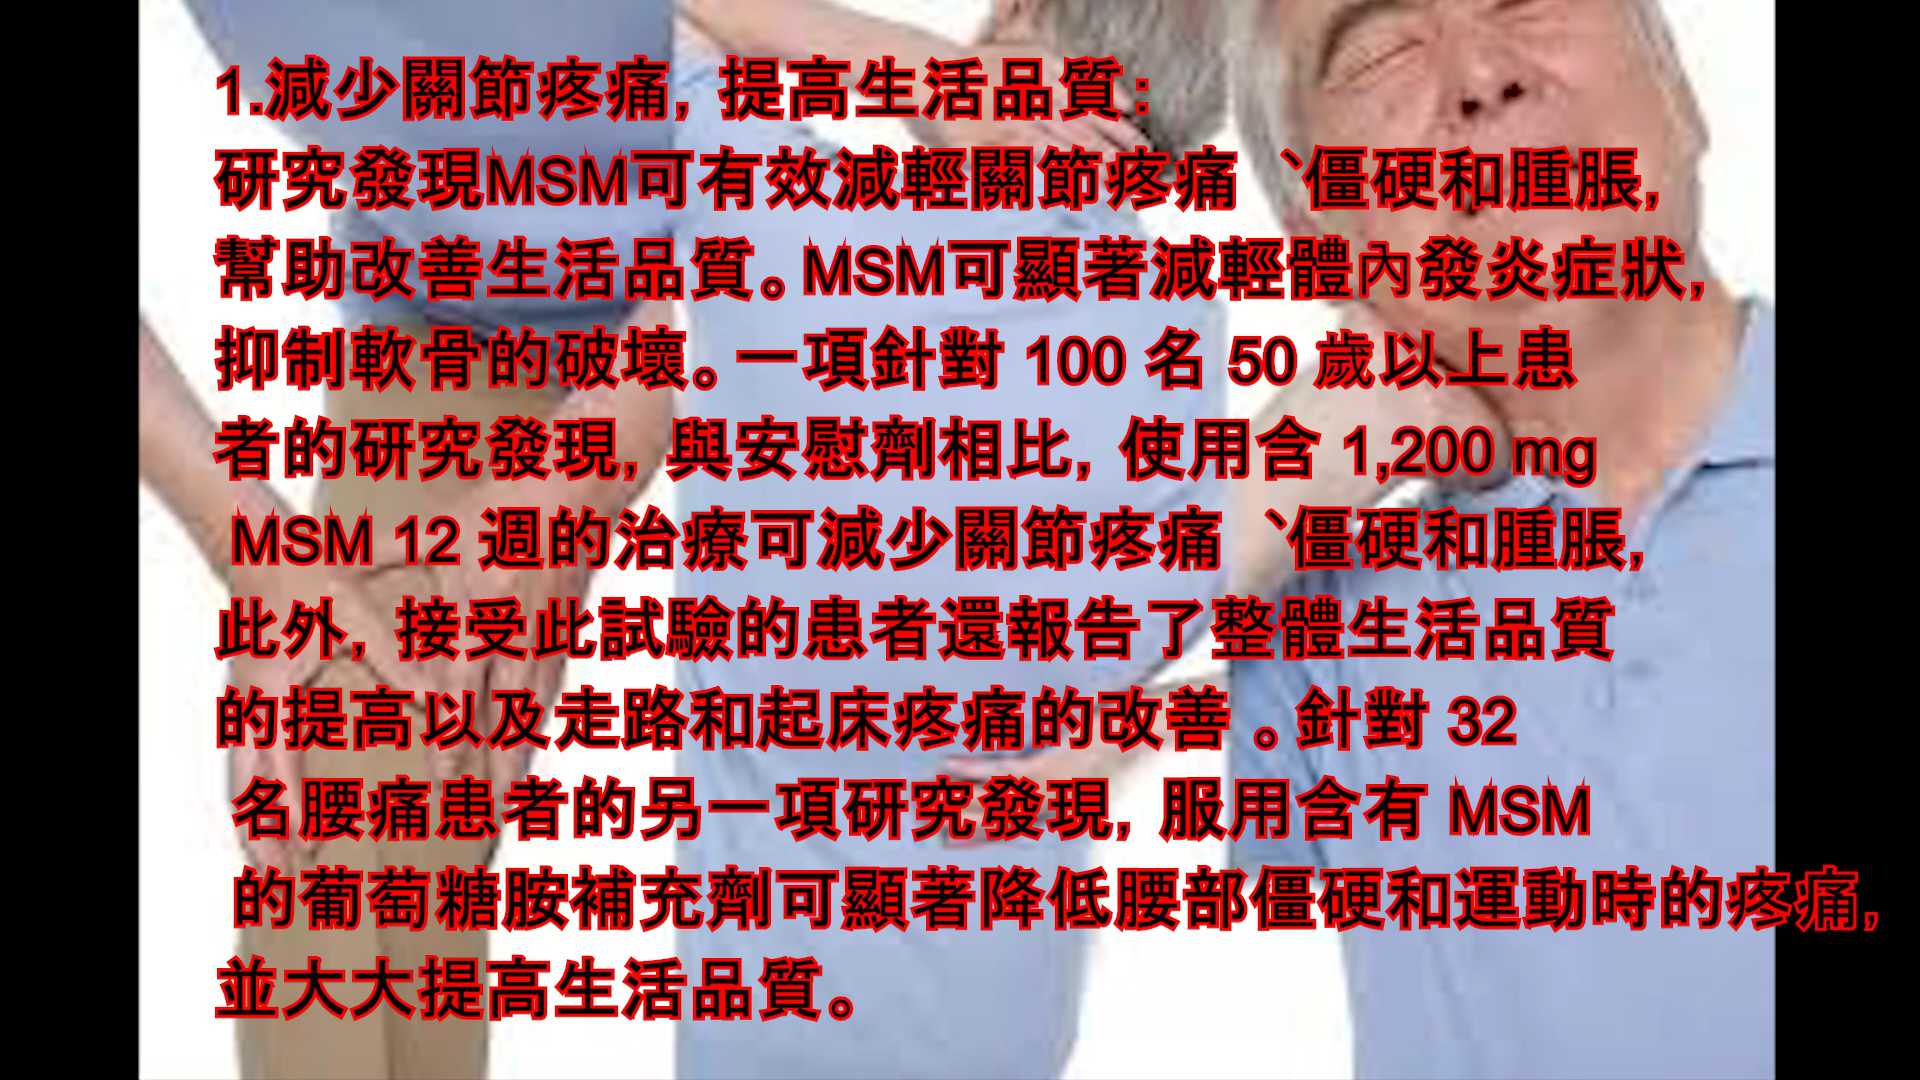 1.減少關節疼痛, 提高生活品質:
研究發現MSM可有效減輕關節疼痛 `僵硬和腫脹,
幫助改善生活品質。MSM可顯著減輕體內發炎症狀,
抑制軟骨的破壞。一項針對 100 名 50 歲以上患
者的研究發現, 與安慰劑相比, 使用含 1,200 mg
MSM 12 週的治療可減少關節疼痛 `僵硬和腫脹,
此外, 接受此試驗的患者還報告了整體生活品質
的提高以及走路和起床疼痛的改善 。針對 32
名腰痛患者的另一項研究發現, 服用含有 MSM
的葡萄糖胺補充劑可顯著降低腰部僵硬和運動時的疼痛,
並大大提高生活品質。